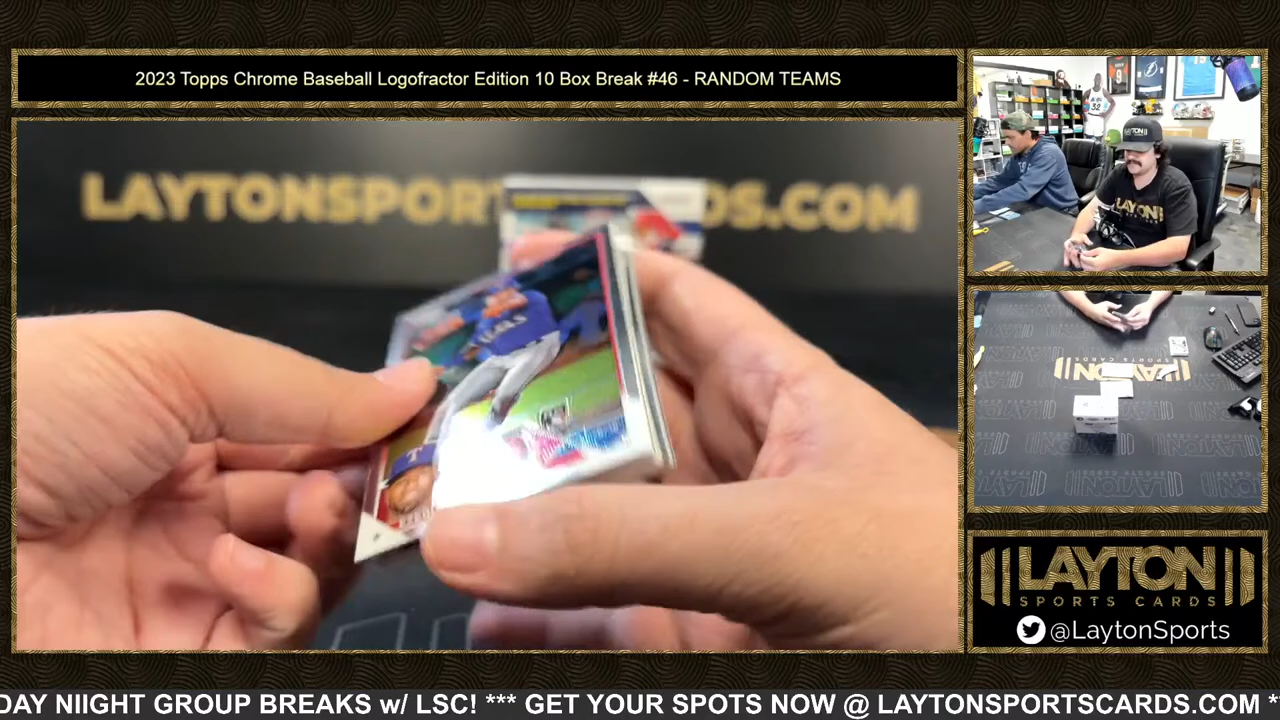 2023 Topps Chrome Baseball Logofractor Edition 10 Box Break #46 - RANDOM TEAMS
LAYTONSPOR DS.COM
LAYTON
SPORTS CARDS
@LaytonSports
DAY NIIGHT GROUP BREAKS w/ LSC! *** GET YOUR SPOTS NOW @ LAYTONSPORTSCARDS.COM *